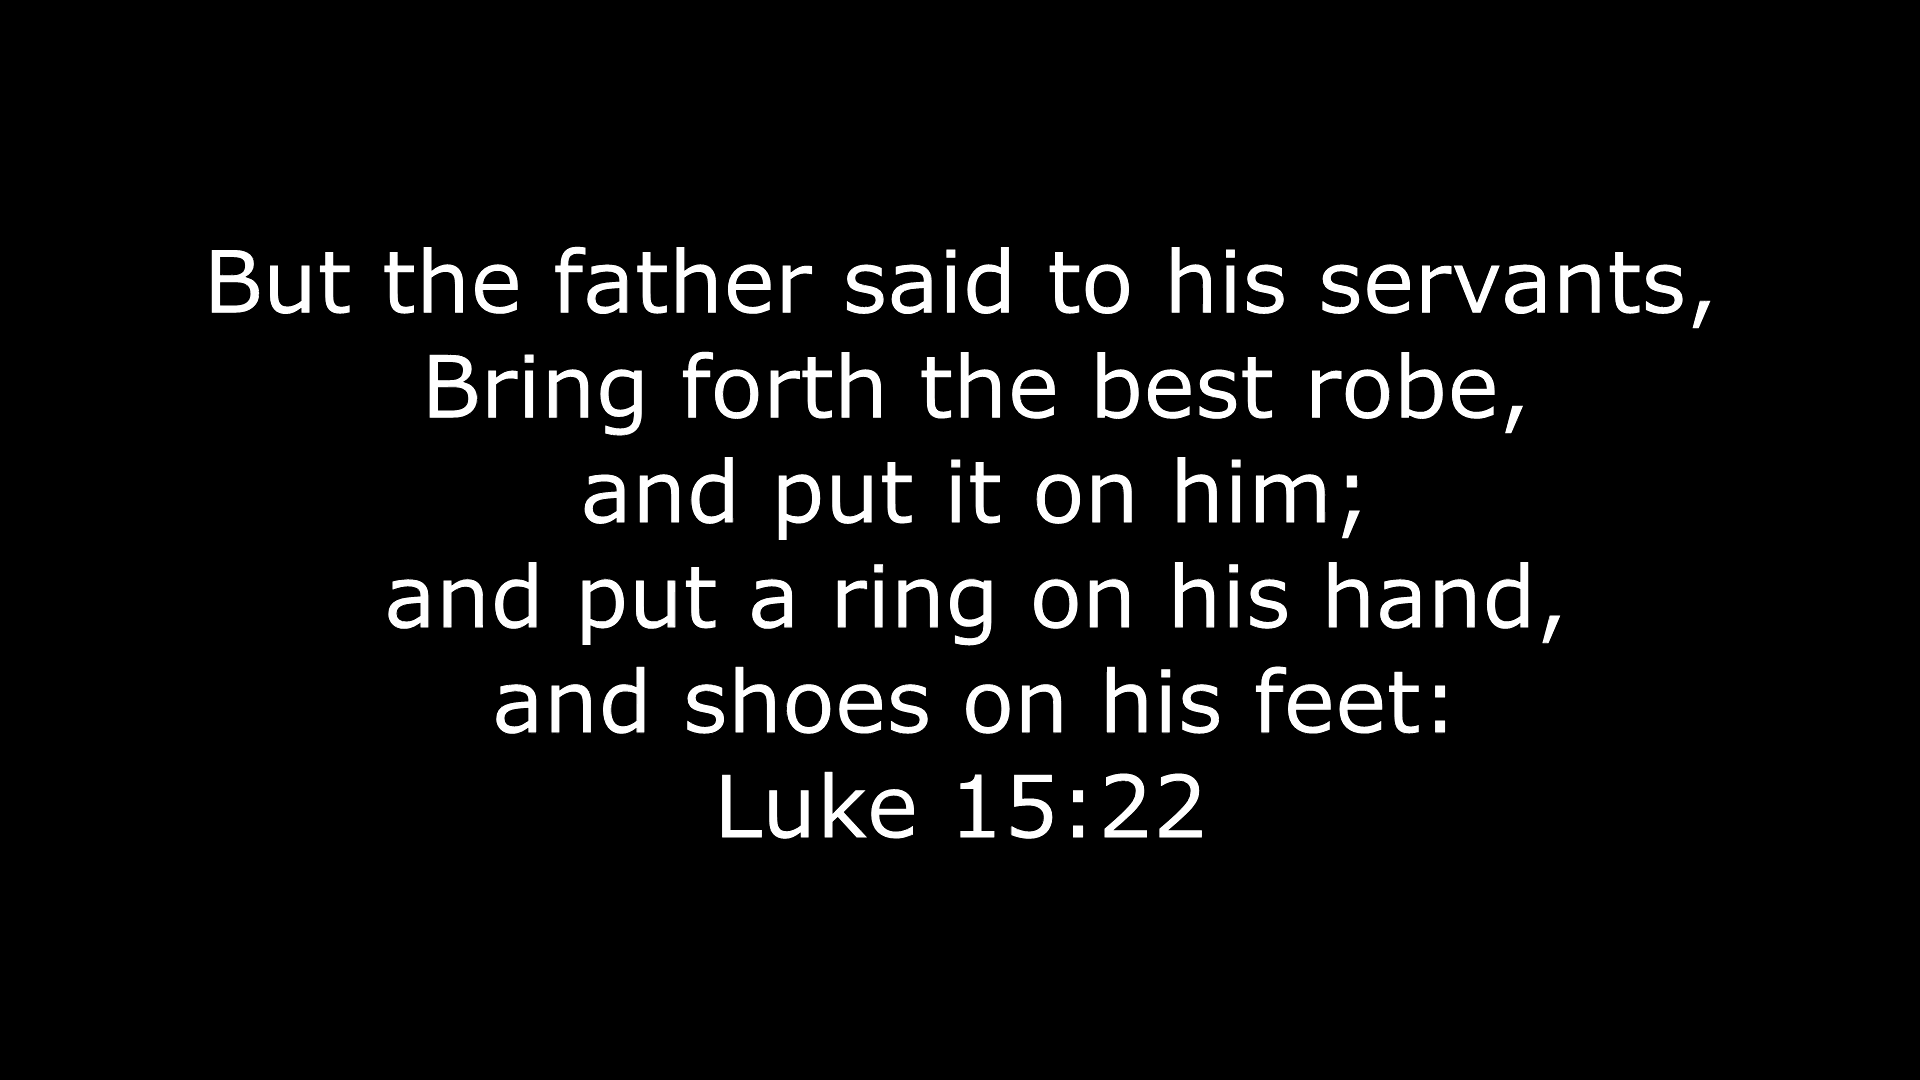 But the father said to his servants,
Bring forth the best robe,
and put it on him;
and put a ring on his hand,
and shoes on his feet:
Luke 15:22